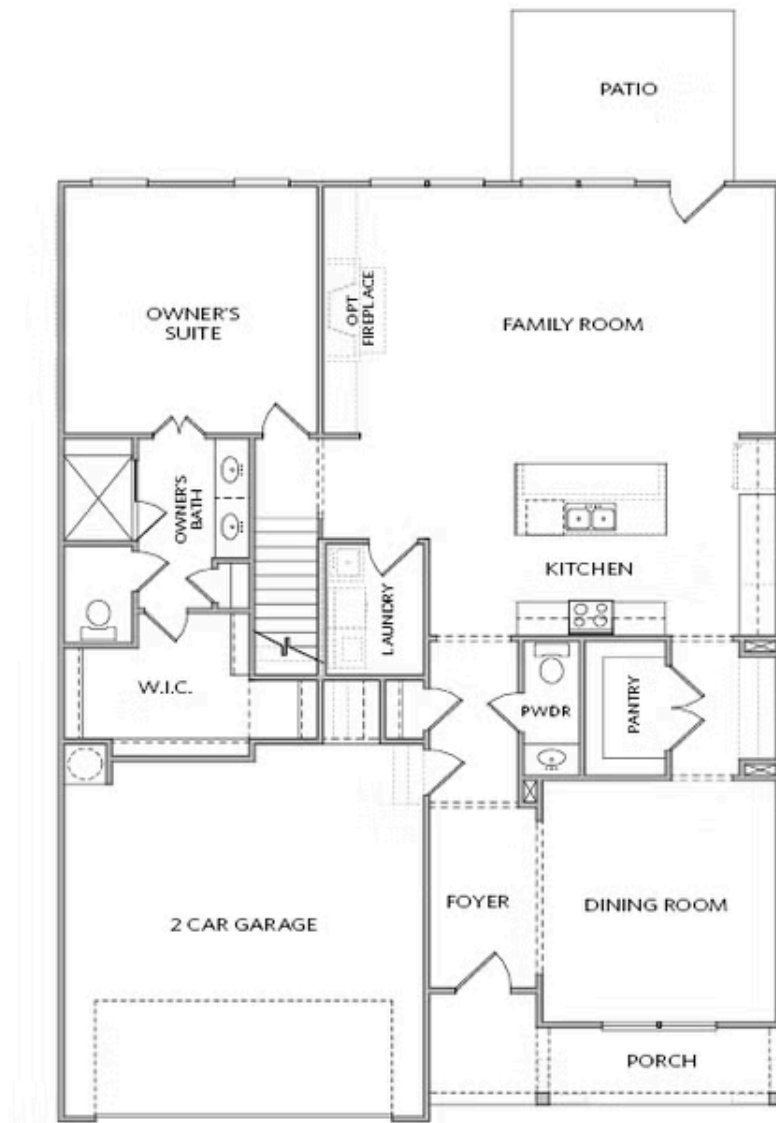 PATIO
OWNER'S
SUITE
OPT
FIREPLACE
FAMILY ROOM
OWNER'S
BATH
KITCHEN
LAUNDRY
W.I.C.
PWDR
PANTRY
FOYER
DINING ROOM
2 CAR GARAGE
PORCH